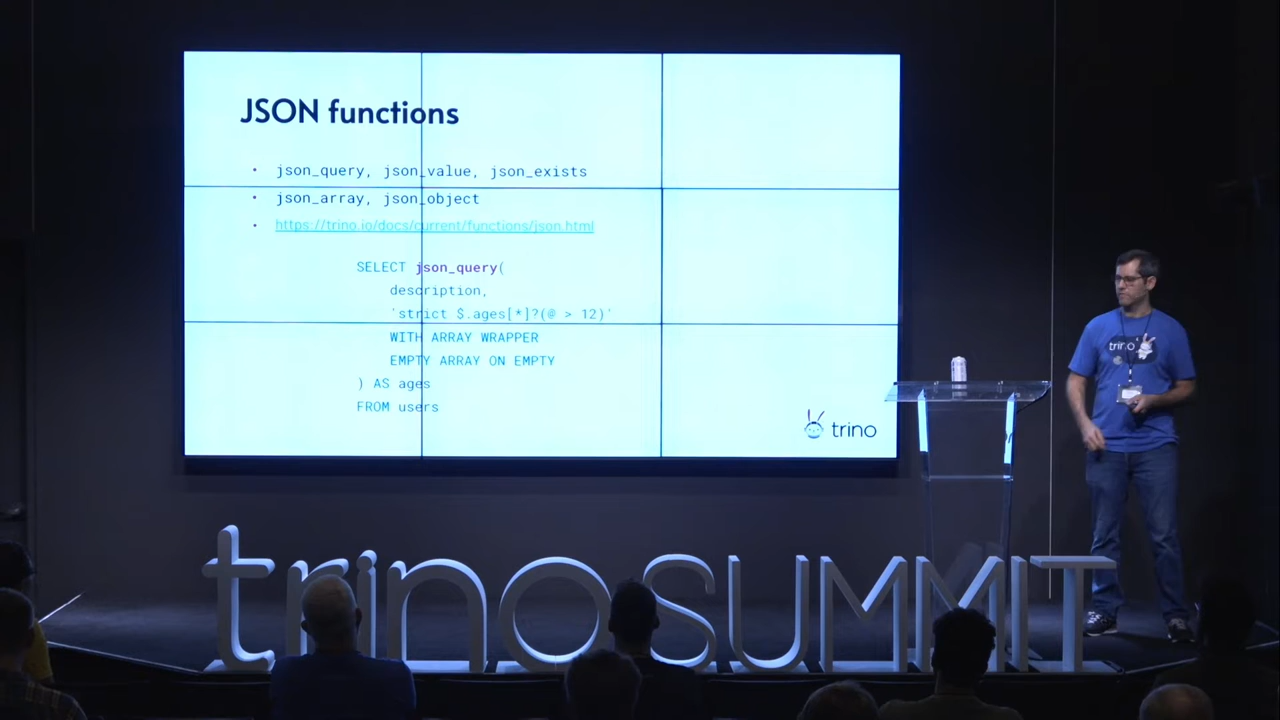 JSON functions
• json_query, json_value, json_exists
• json_array, json_object
• https://trino.io/docs/current/functions/json.html
SELECT json_query(
description,
'strict $.ages[*]?(@ > 12)'
WITH ARRAY WRAPPER
EMPTY ARRAY ON EMPTY
) AS ages
FROM users
trino
trino
trinoSUMMIT